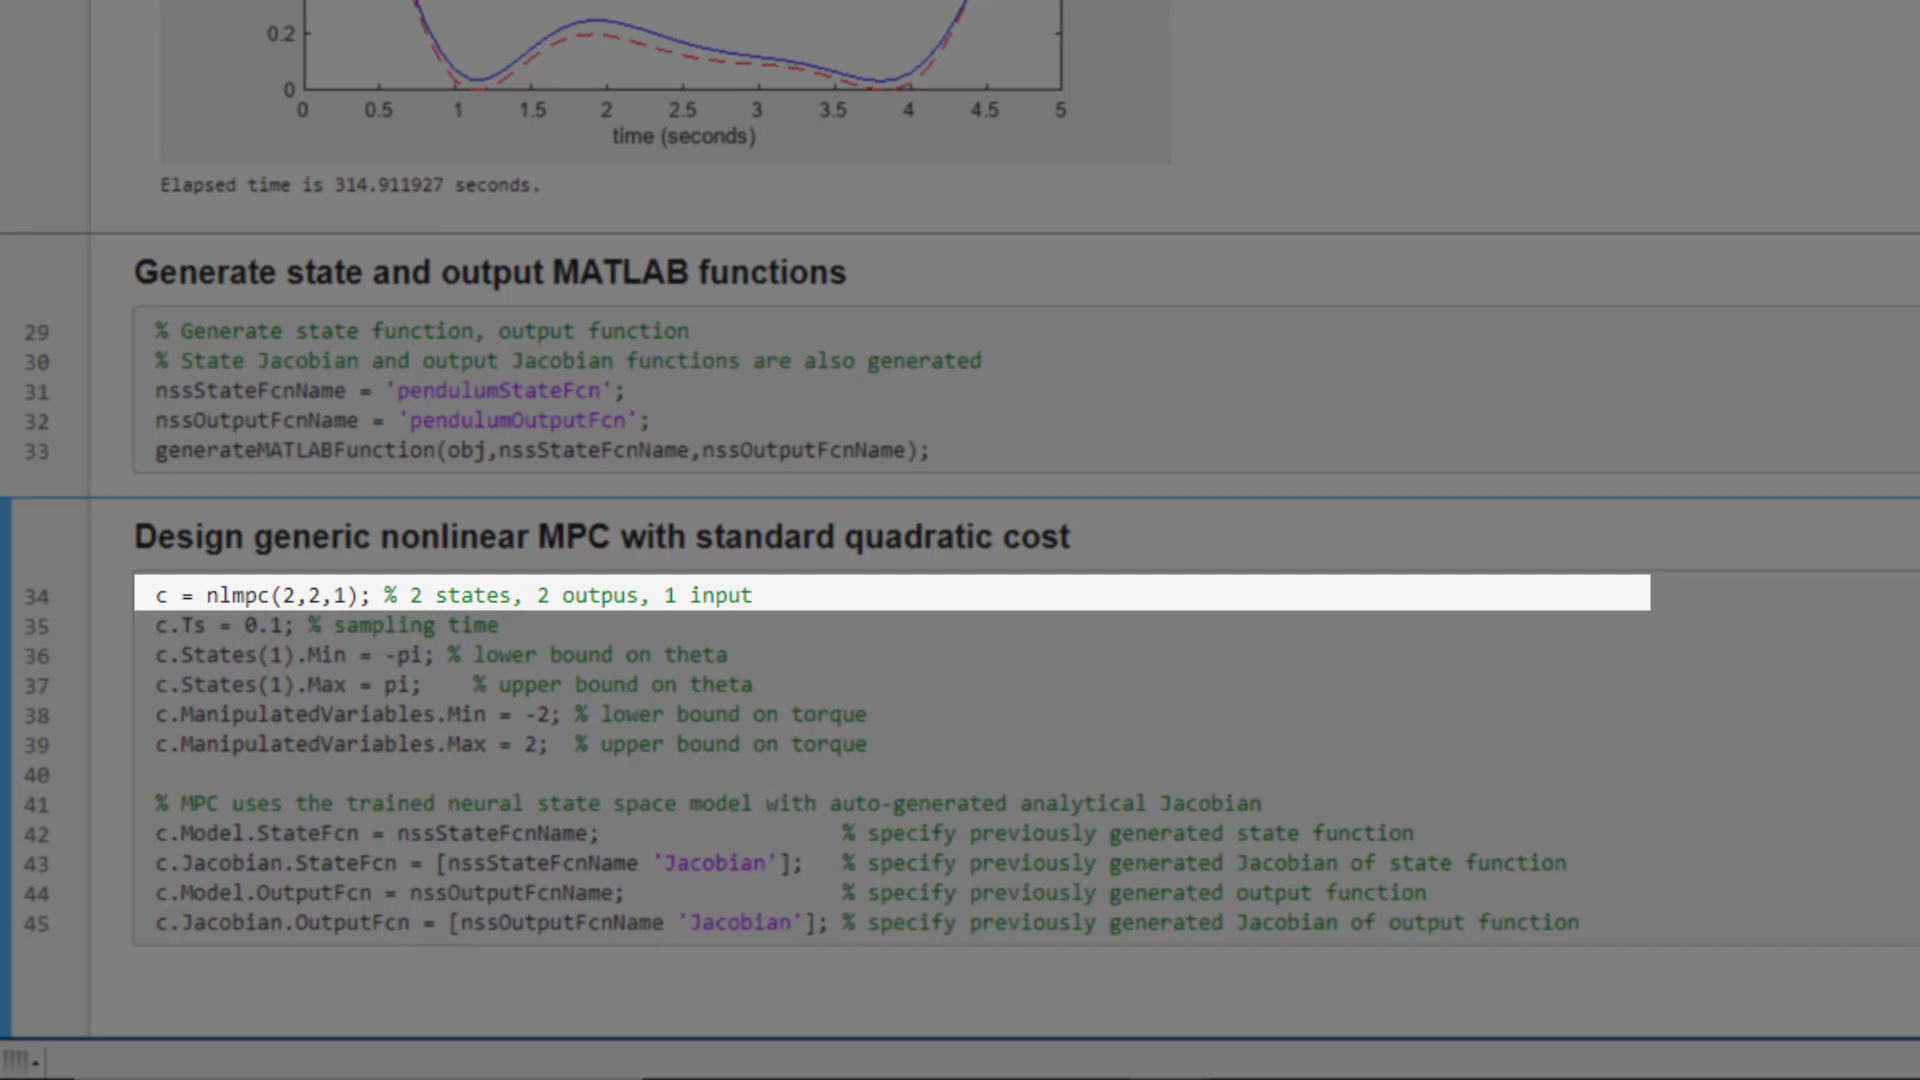 0.2
0
0 0.5 1 1.5 2 2.5 3 3.5 4 4.5 5
time (seconds)
Elapsed time is 314.911927 seconds.
Generate state and output MATLAB functions
29 % Generate state function, output function
30 % State Jacobian and output Jacobian functions are also generated
31 nssStateFcnName = 'pendulumStateFcn';
32 nssOutputFcnName = 'pendulumOutputFcn';
33 generateMATLABFunction(obj,nssStateFcnName,nssOutputFcnName);
Design generic nonlinear MPC with standard quadratic cost
34 c = nlmpc(2,2,1); % 2 states, 2 outpus, 1 input
35 c.Ts = 0.1; % sampling time
36 c.States(1).Min = -pi; % lower bound on theta
37 c.States(1).Max = pi; % upper bound on theta
38 c.ManipulatedVariables.Min = -2; % lower bound on torque
39 c.ManipulatedVariables.Max = 2; % upper bound on torque
40
41 % MPC uses the trained neural state space model with auto-generated analytical Jacobian
42 c.Model.StateFcn = nssStateFcnName; % specify previously generated state function
43 c.Jacobian.StateFcn = [nssStateFcnName 'Jacobian']; % specify previously generated Jacobian of state function
44 c.Model.OutputFcn = nssOutputFcnName; % specify previously generated output function
45 c.Jacobian.OutputFcn = [nssOutputFcnName 'Jacobian']; % specify previously generated Jacobian of output function